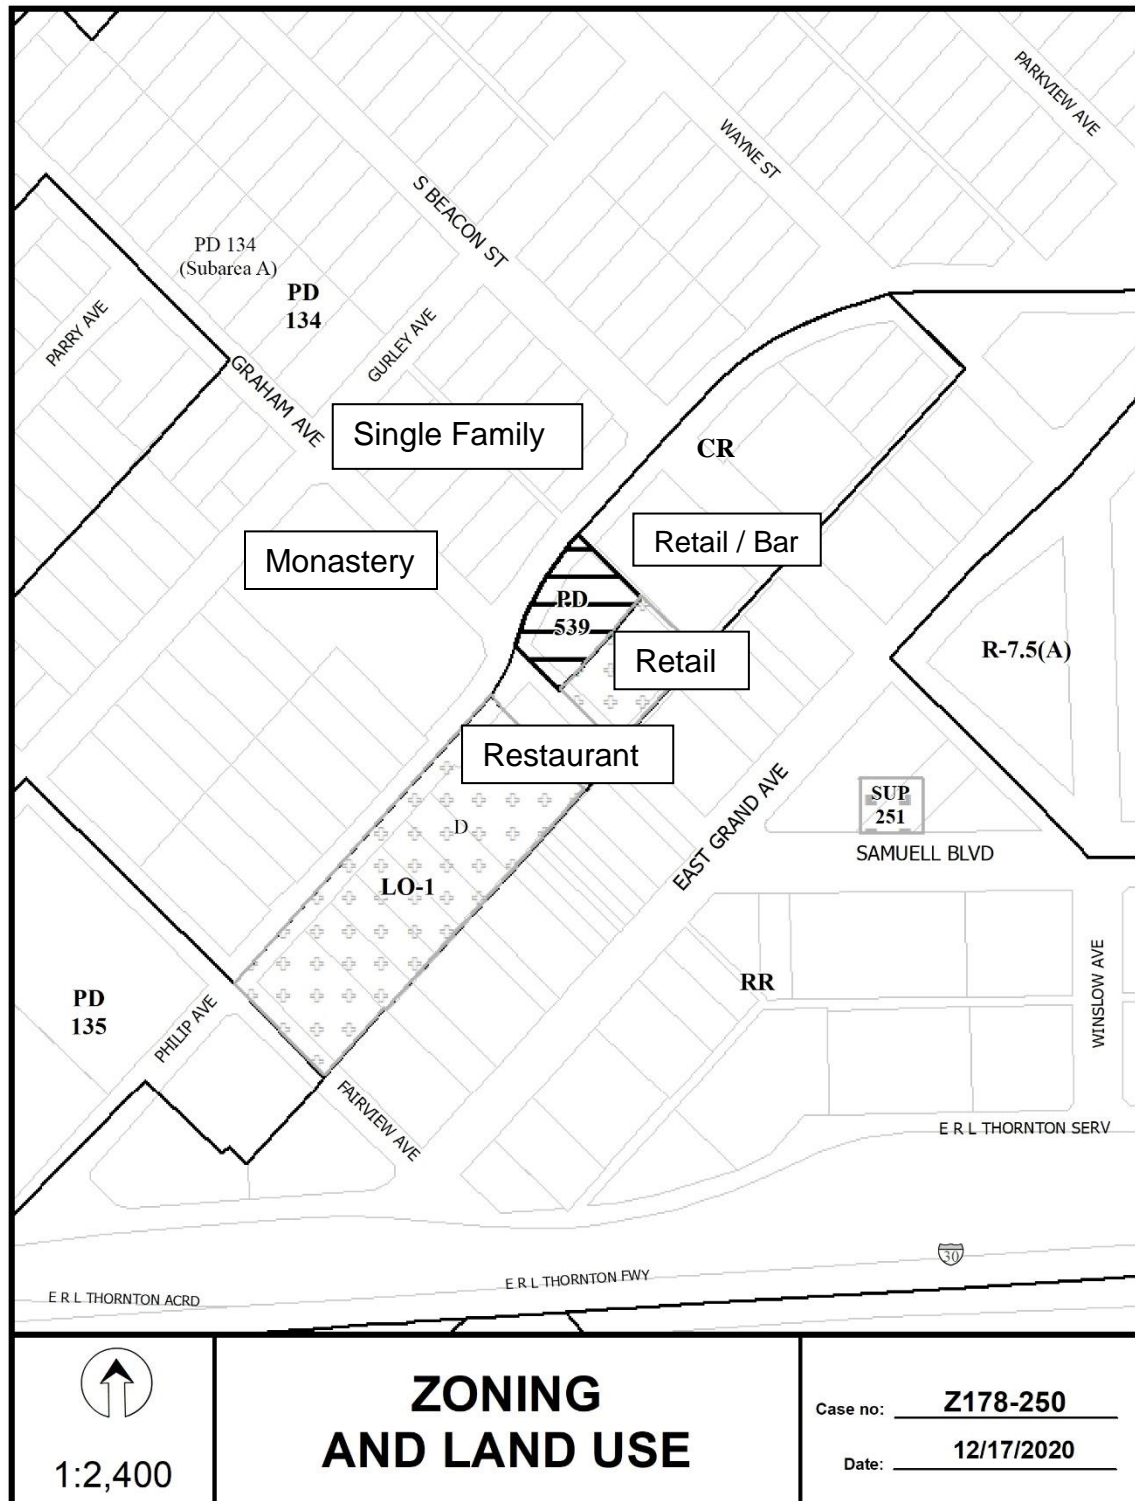 PARKVIEW AVE
WAYNE ST
S BEACON ST
PD 134
(Subarea A)
PD
134
PARRY AVE
GURLEY AVE
GRAHAM AVE
Single Family
CR
Retail / Bar
Monastery
PD
539
Retail
R-7.5(A)
Restaurant
SUP
251
D
EAST GRAND AVE
SAMUELL BLVD
LO-1
RR
WINSLOW AVE
PD
135
PHILIP AVE
FAIRVIEW AVE
E R L THORNTON SERV
30
E R L THORNTON FWY
E R L THORNTON ACRD
1:2,400
ZONING
AND LAND USE
Case no: Z178-250
Date: 12/17/2020